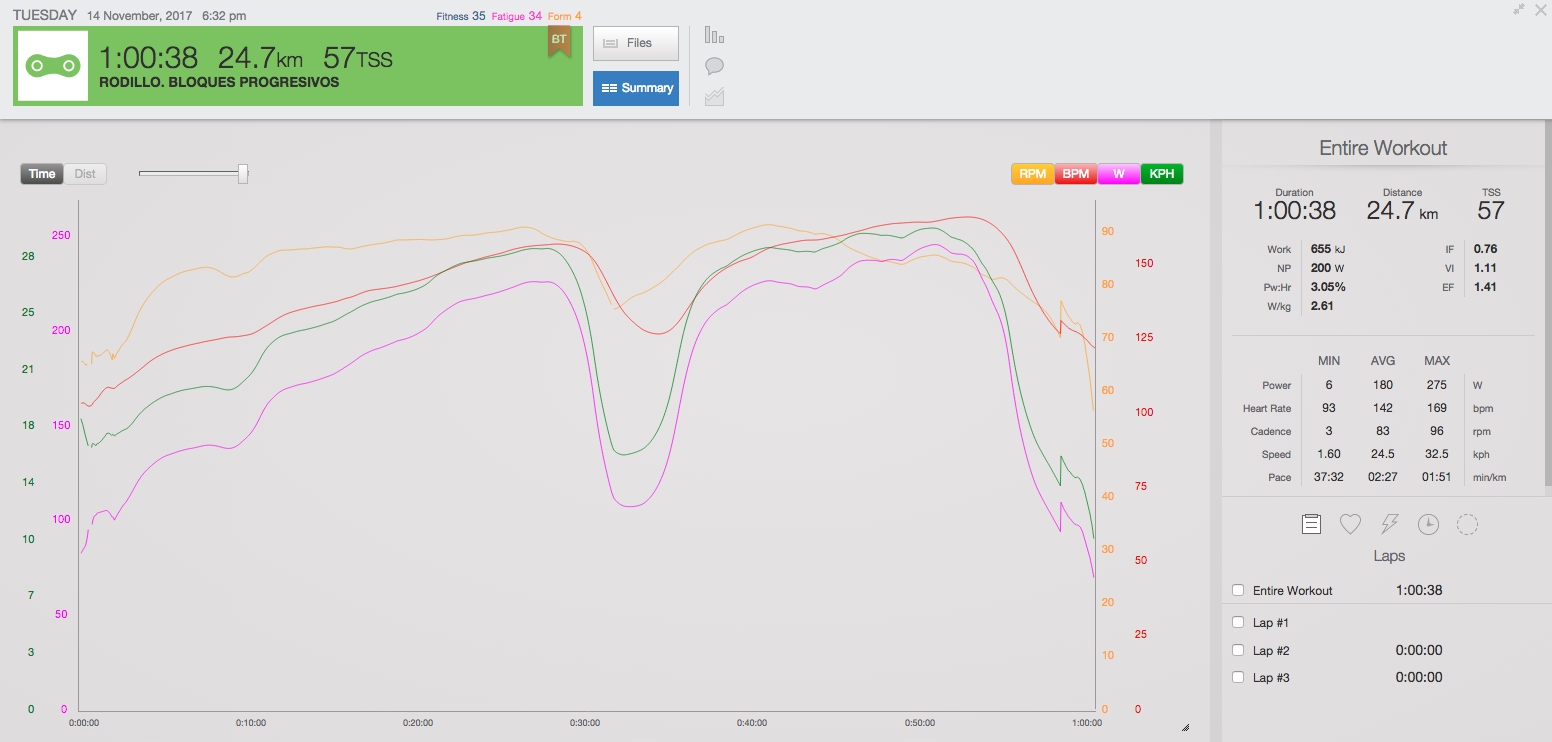 TUESDAY 14 November, 2017 6:32 pm Fitness 35 Fatigue 34 Form 4
1:00:38 24.7km 57TSS
RODILLO. BLOQUES PROGRESIVOS
BT
Files
Summary
Time Dist
RPM BPM W KPH
250
200
150
100
50
0
28
25
21
18
14
10
7
3
0
90
80
70
60
50
40
30
20
10
0
150
125
100
75
50
25
0
0:00:00 0:10:00 0:20:00 0:30:00 0:40:00 0:50:00 1:00:00
Entire Workout
Duration Distance TSS
1:00:38 24.7 km 57
Work 655 kJ IF 0.76
NP 200 W VI 1.11
Pw:Hr 3.05% EF 1.41
W/kg 2.61
MIN AVG MAX
Power 6 180 275 W
Heart Rate 93 142 169 bpm
Cadence 3 83 96 rpm
Speed 1.60 24.5 32.5 kph
Pace 37:32 02:27 01:51 min/km
Laps
Entire Workout 1:00:38
Lap #1
Lap #2 0:00:00
Lap #3 0:00:00